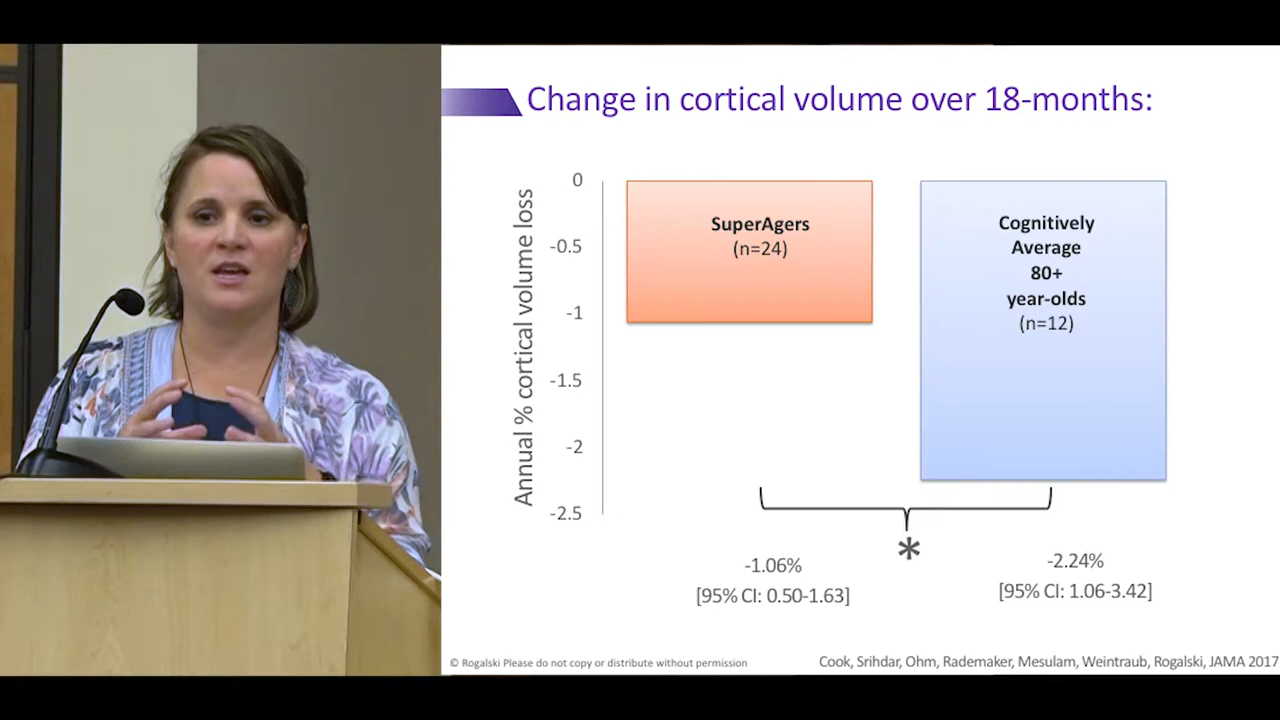 Change in cortical volume over 18-months:
Annual % cortical volume loss
0
-0.5
-1
-1.5
-2
-2.5
SuperAgers
(n=24)
Cognitively
Average
80+
year-olds
(n=12)
*
-1.06%
[95% CI: 0.50-1.63]
-2.24%
[95% CI: 1.06-3.42]
© Rogalski Please do not copy or distribute without permission
Cook, Srihdar, Ohm, Rademaker, Mesulam, Weintraub, Rogalski, JAMA 2017